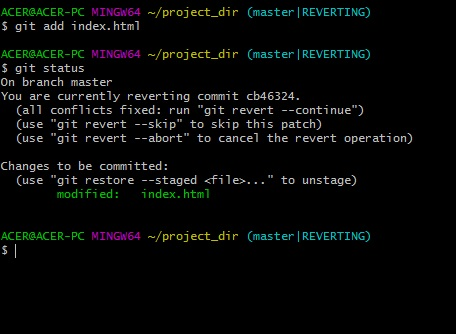 ACER@ACER-PC MINGW64 ~/project_dir (master|REVERTING)
$ git add index.html
ACER@ACER-PC MINGW64 ~/project_dir (master|REVERTING)
$ git status
On branch master
You are currently reverting commit cb46324.
  (all conflicts fixed: run "git revert --continue")
  (use "git revert --skip" to skip this patch)
  (use "git revert --abort" to cancel the revert operation)
Changes to be committed:
  (use "git restore --staged <file>..." to unstage)
        modified:   index.html
ACER@ACER-PC MINGW64 ~/project_dir (master|REVERTING)
$